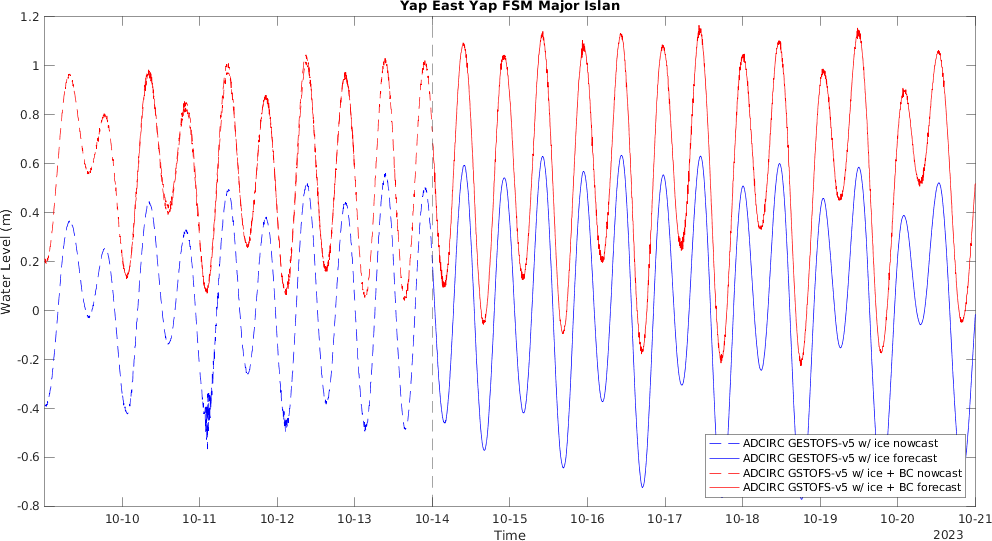 Yap East Yap FSM Major Islan
1.2
1
0.8
0.6
0.4
0.2
0
-0.2
-0.4
-0.6
-0.8
Water Level (m)
10-10 10-11 10-12 10-13 10-14 10-15 10-16 10-17 10-18 10-19 10-20 10-21
Time
2023
ADCIRC GESTOFS-v5 w/ ice nowcast
ADCIRC GESTOFS-v5 w/ ice forecast
ADCIRC GSTOFS-v5 w/ ice + BC nowcast
ADCIRC GSTOFS-v5 w/ ice + BC forecast